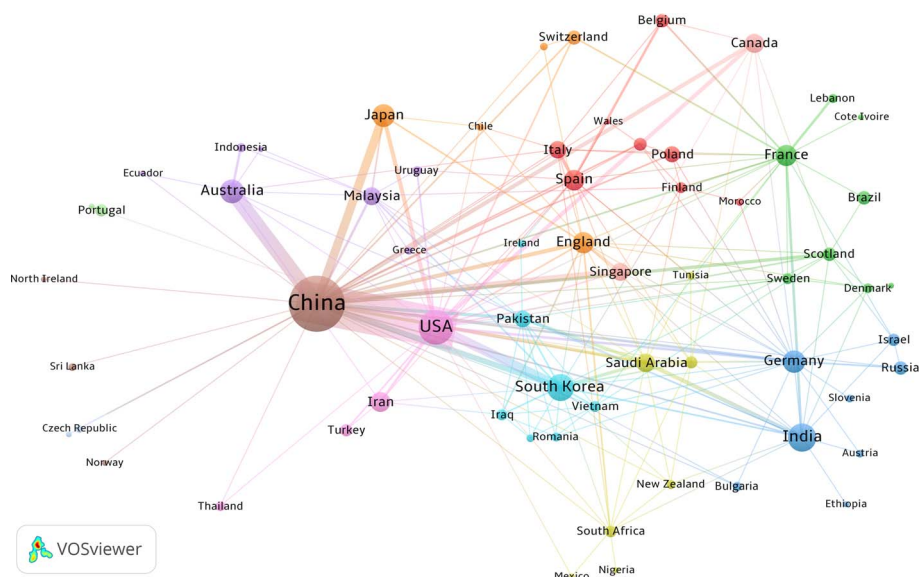 Belgium
Switzerland
Canada
Lebanon
Japan
Cote Ivoire
Chile
Wales
Indonesia
Italy
Poland
France
Ecuador
Uruguay
Australia
Malaysia
Spain
Finland
Brazil
Morocco
Portugal
Ireland
England
Greece
Scotland
North Ireland
Singapore
Tunisia
Sweden
Denmark
China
Pakistan
USA
Israel
Sri Lanka
Saudi Arabia
Germany
Russia
South Korea
Iran
Vietnam
Slovenia
Iraq
Czech Republic
Turkey
Romania
India
Austria
Norway
New Zealand
Bulgaria
Thailand
Ethiopia
South Africa
VOSviewer
Nigeria
Mexico